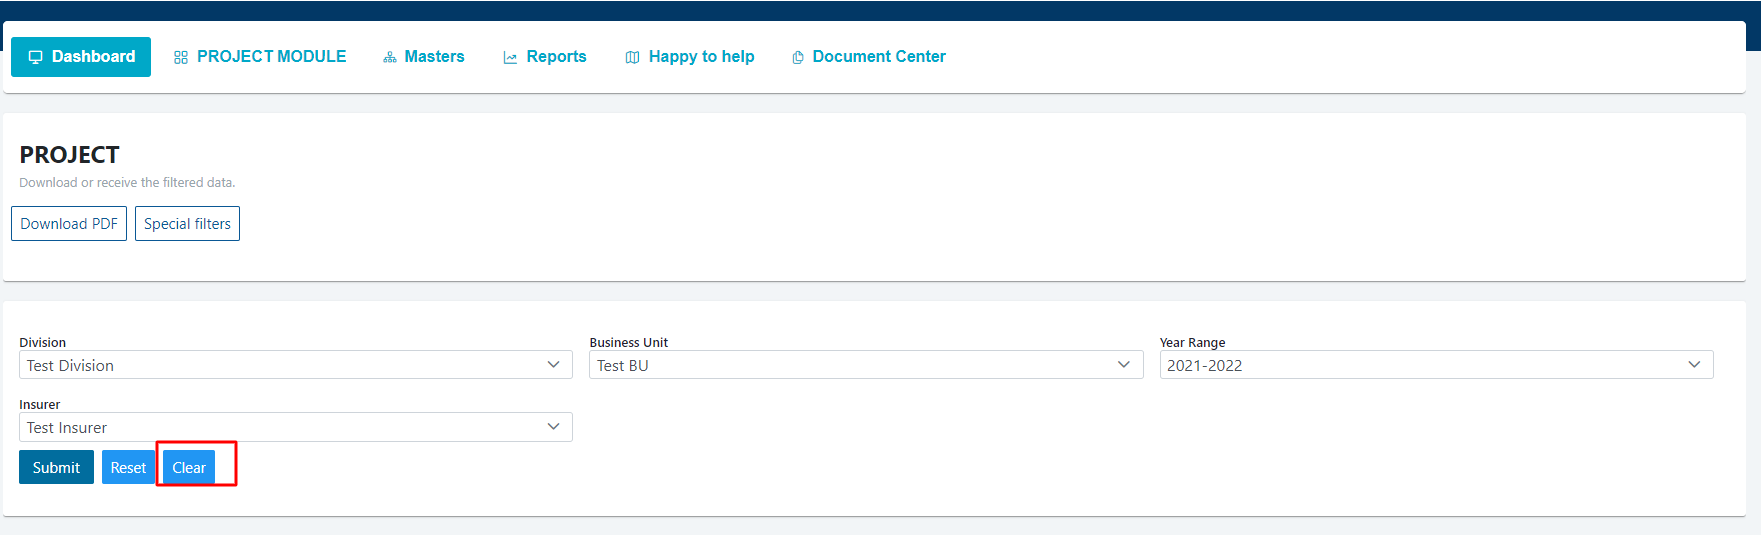 Dashboard PROJECT MODULE Masters Reports Happy to help Document Center
PROJECT
Download or receive the filtered data.
Download PDF Special filters
Division Business Unit Year Range
Test Division Test BU 2021-2022
Insurer
Test Insurer
Submit Reset Clear